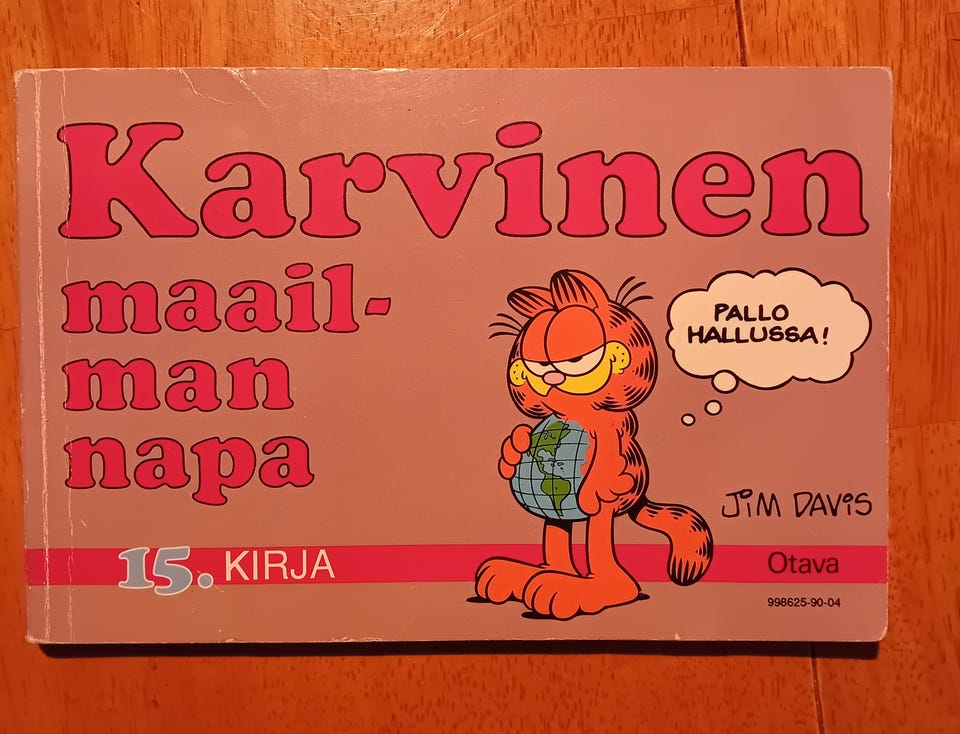 Karvinen
maail-
man
napa
PALLO
HALLUSSA!
JIM DAVIS
15. KIRJA
Otava
998625-90-04